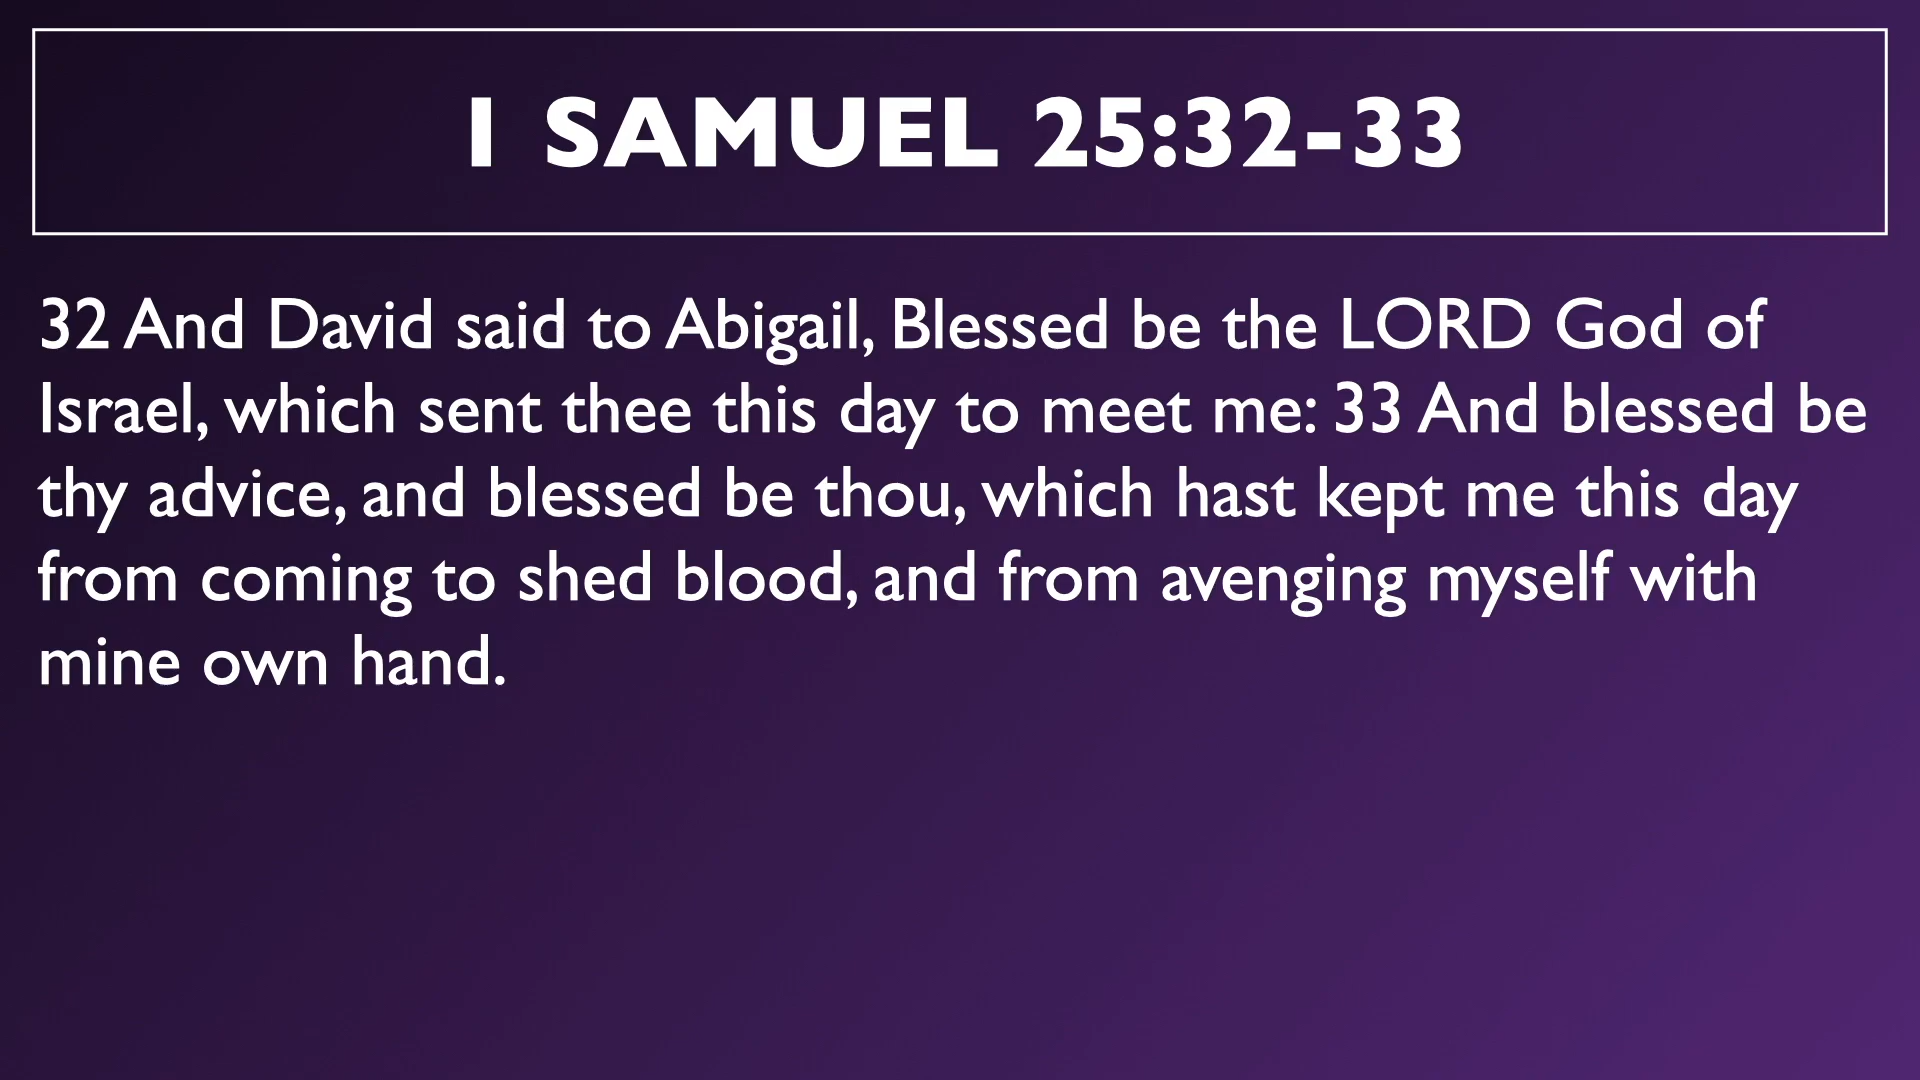 1 SAMUEL 25:32-33
32 And David said to Abigail, Blessed be the LORD God of
Israel, which sent thee this day to meet me: 33 And blessed be
thy advice, and blessed be thou, which hast kept me this day
from coming to shed blood, and from avenging myself with
mine own hand.